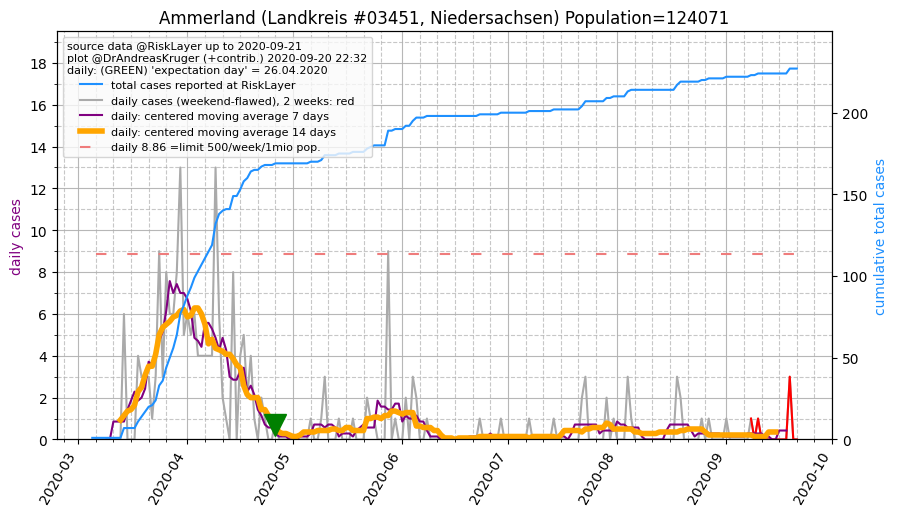 Ammerland (Landkreis #03451, Niedersachsen) Population=124071
source data @RiskLayer up to 2020-09-21
plot @DrAndreasKruger (+contrib.) 2020-09-20 22:32
daily: (GREEN) 'expectation day' = 26.04.2020
total cases reported at RiskLayer
daily cases (weekend-flawed), 2 weeks: red
daily: centered moving average 7 days
daily: centered moving average 14 days
daily 8.86 =limit 500/week/1mio pop.
daily cases
18
16
14
12
10
8
6
4
2
0
cumulative total cases
200
150
100
50
0
2020-03
2020-04
2020-05
2020-06
2020-07
2020-08
2020-09
2020-10